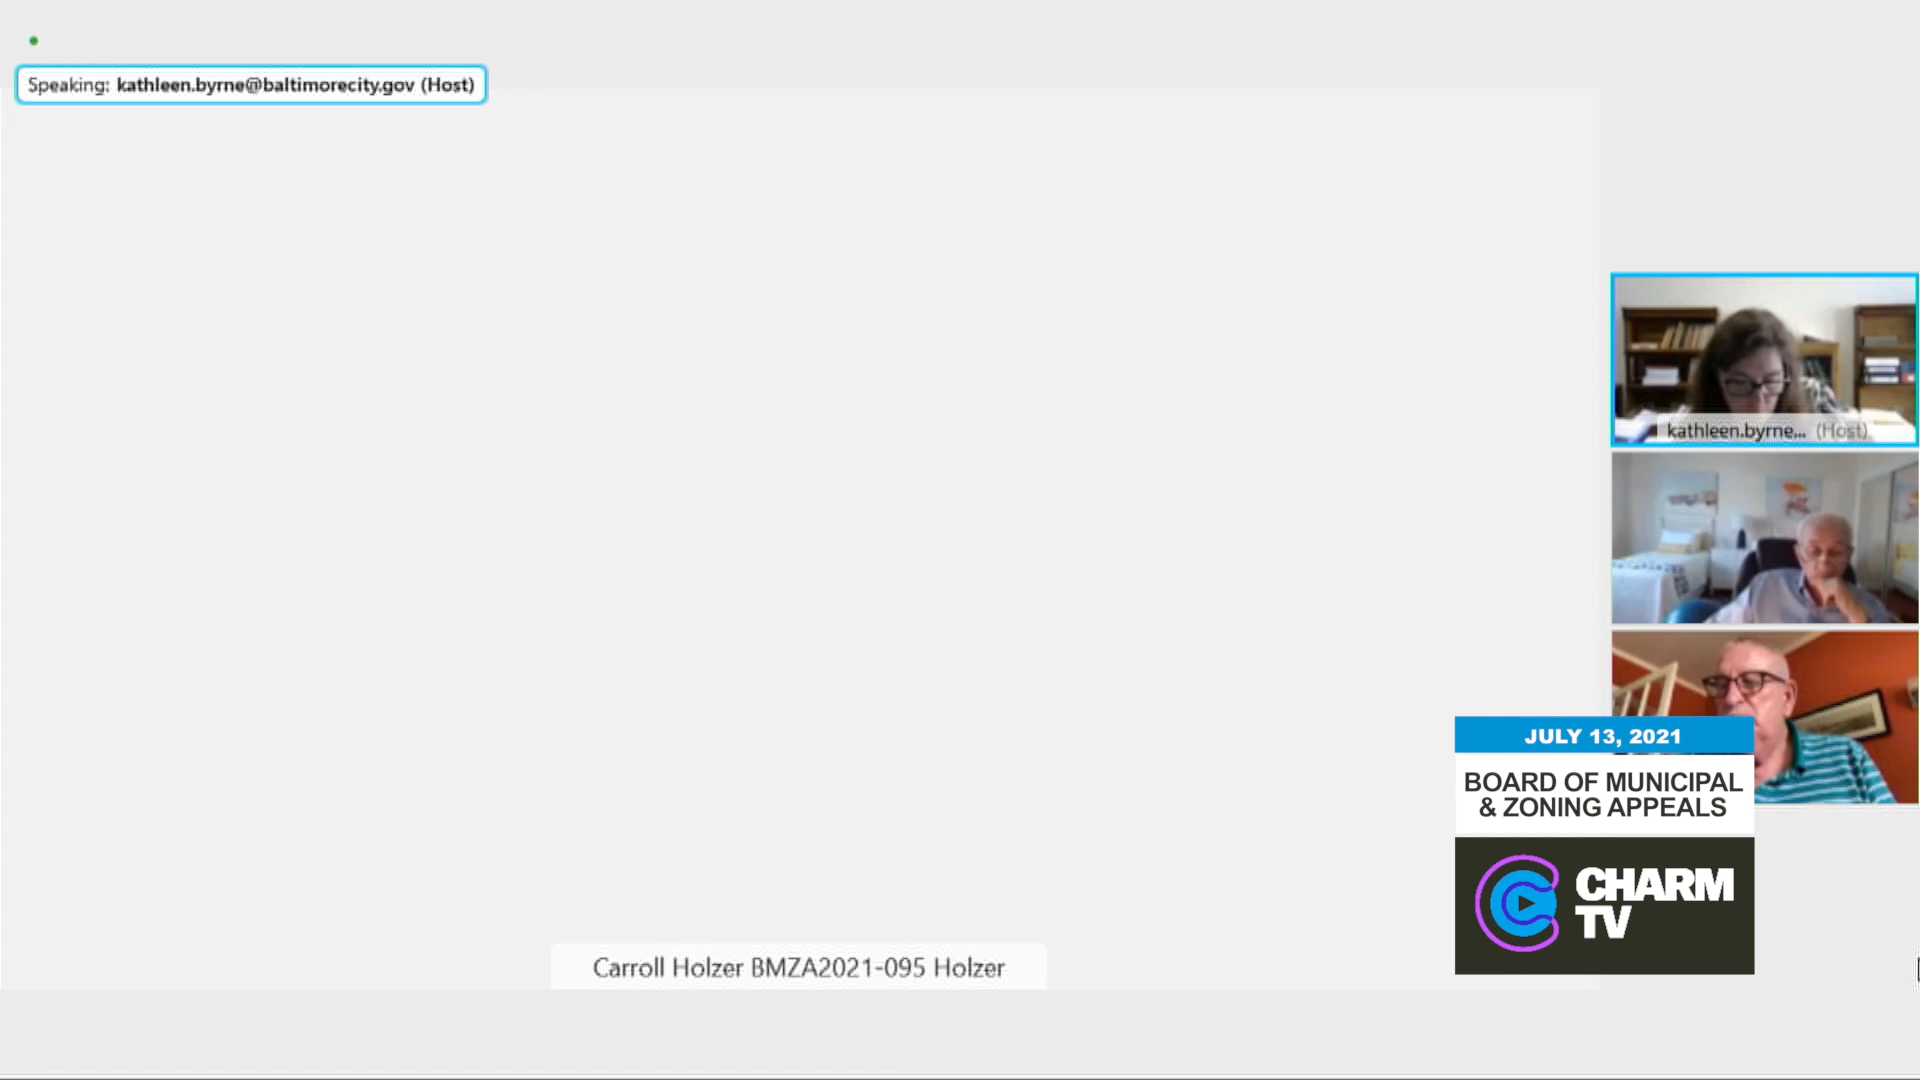 Speaking: kathleen.byrne@baltimorecity.gov (Host)
kathleen.byrne... (Host)
JULY 13, 2021
BOARD OF MUNICIPAL
& ZONING APPEALS
CHARM
TV
Carroll Holzer BMZA2021-095 Holzer